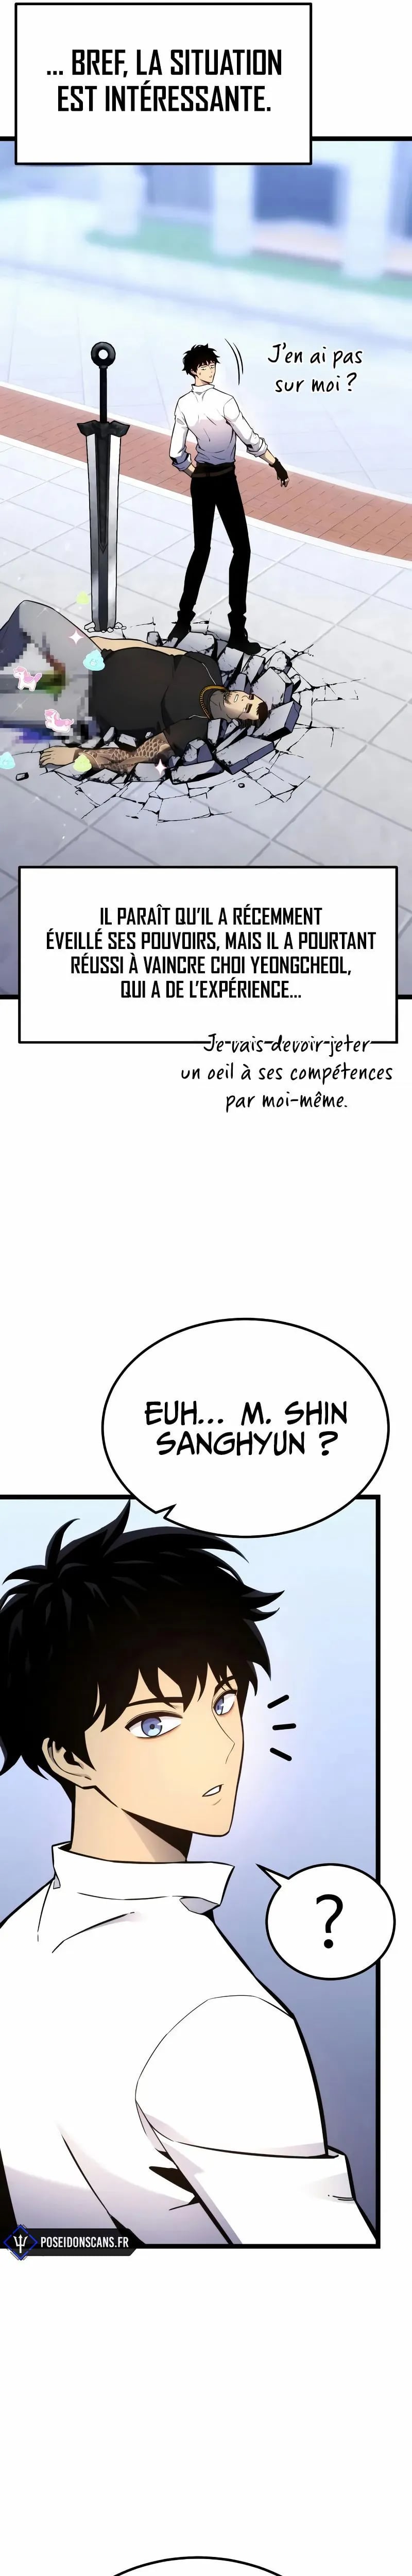 ... BREF, LA SITUATION
EST INTÉRESSANTE.
J'en ai pas
sur moi ?
IL PARAÎT QU'IL A RÉCEMMENT
ÉVEILLÉ SES POUVOIRS, MAIS IL A POURTANT
RÉUSSI À VAINCRE CHOI YEONGCHEOL,
QUI A DE L'EXPÉRIENCE...
Je vais devoir jeter
un oeil à ses compétences
par moi-même.
EUH... M. SHIN
SANGHYUN ?
?
POSEIDONSCANS.FR